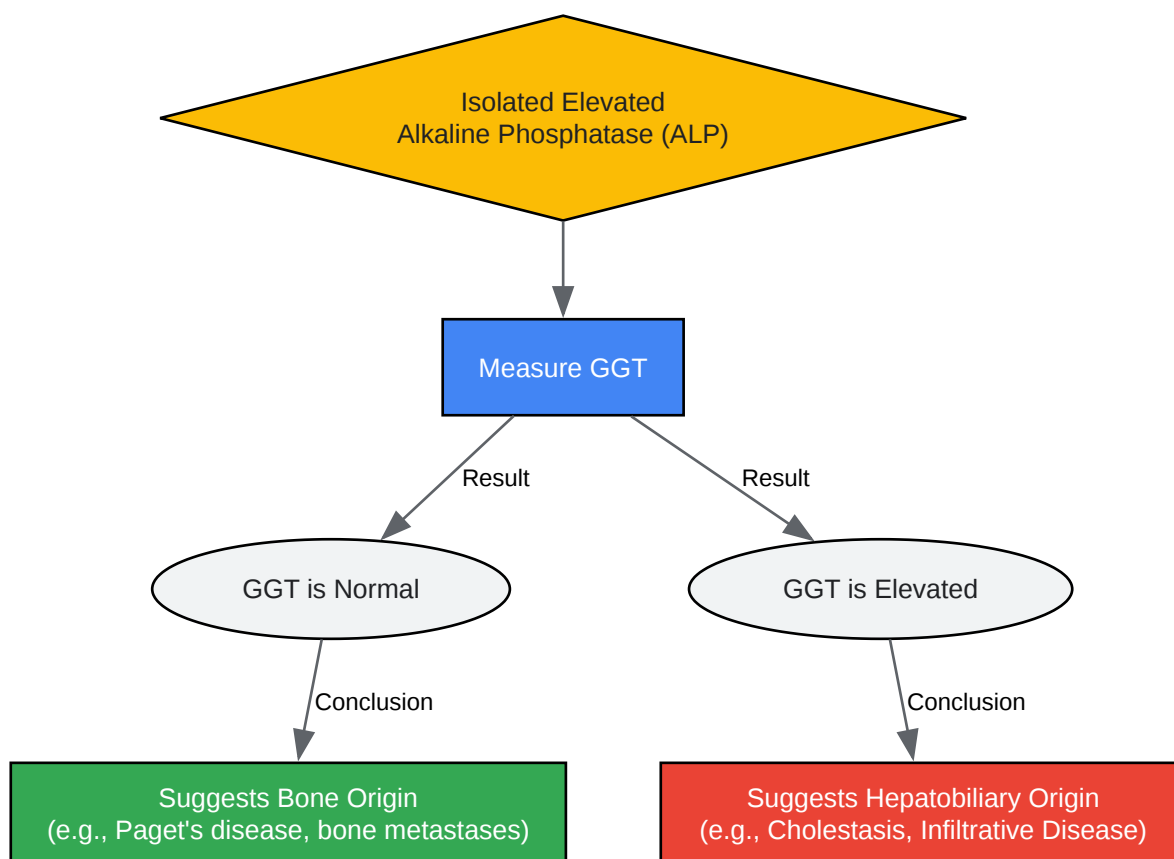 Isolated Elevated
Alkaline Phosphatase (ALP)
Measure GGT
Result
Result
GGT is Normal
GGT is Elevated
Conclusion
Conclusion
Suggests Bone Origin
(e.g., Paget's disease, bone metastases)
Suggests Hepatobiliary Origin
(e.g., Cholestasis, Infiltrative Disease)